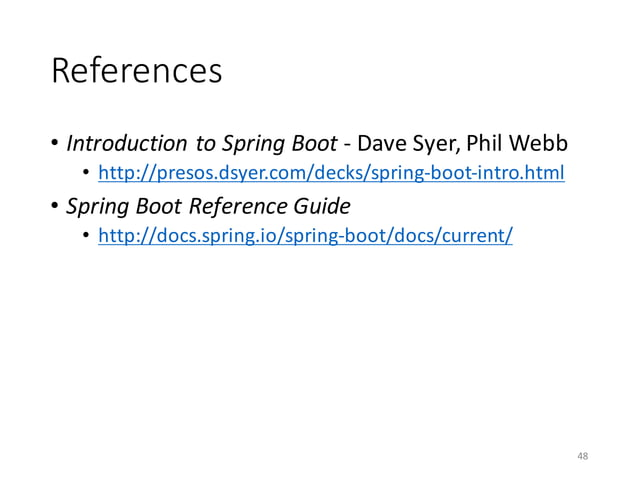 References
• Introduction to Spring Boot - Dave Syer, Phil Webb
• http://presos.dsyer.com/decks/spring-boot-intro.html
• Spring Boot Reference Guide
• http://docs.spring.io/spring-boot/docs/current/
48